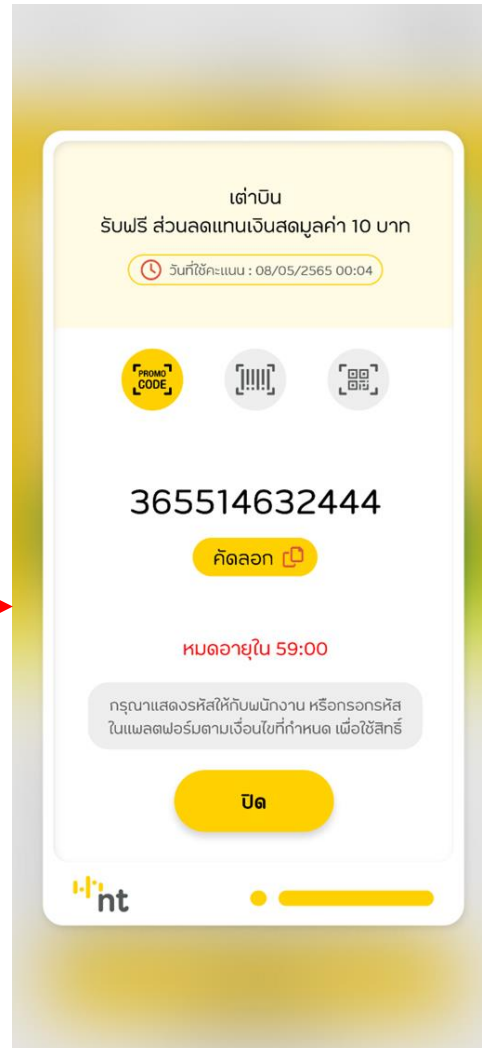 เต่าบิน
รับฟรี ส่วนลดแทนเงินสดมูลค่า 10 บาท
วันที่ใช้คะแนน : 08/05/2565 00:04
PROMO
CODE
365514632444
คัดลอก
หมดอายุใน 59:00
กรุณาแสดงรหัสให้กับพนักงาน หรือกรอกรหัส
ในแพลตฟอร์มตามเงื่อนไขที่กำหนด เพื่อใช้สิทธิ์
ปิด
nt